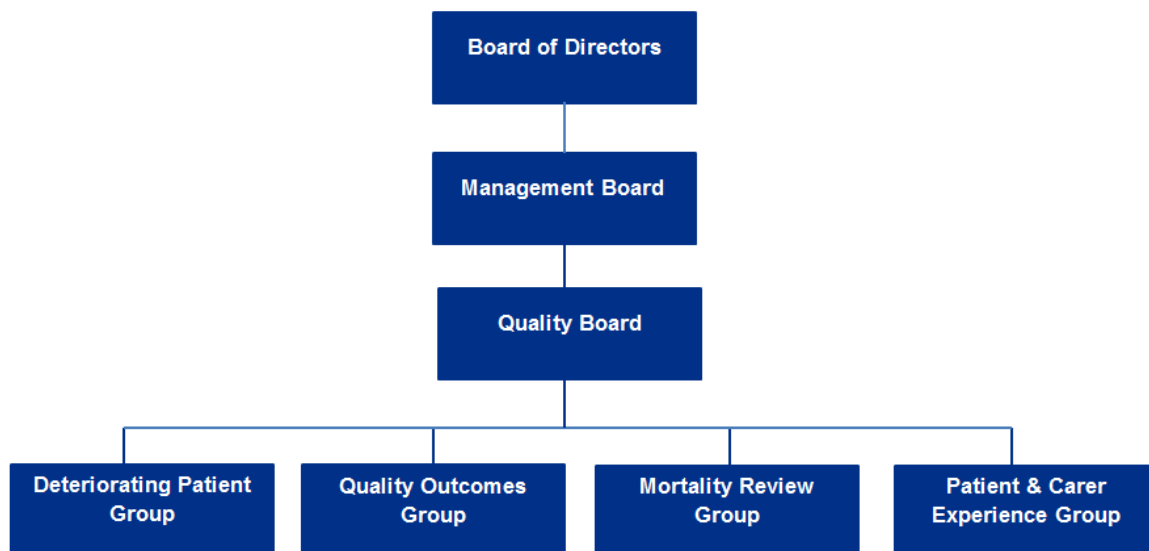 Board of Directors
Management Board
Quality Board
Deteriorating Patient
Group
Quality Outcomes
Group
Mortality Review
Group
Patient & Carer
Experience Group